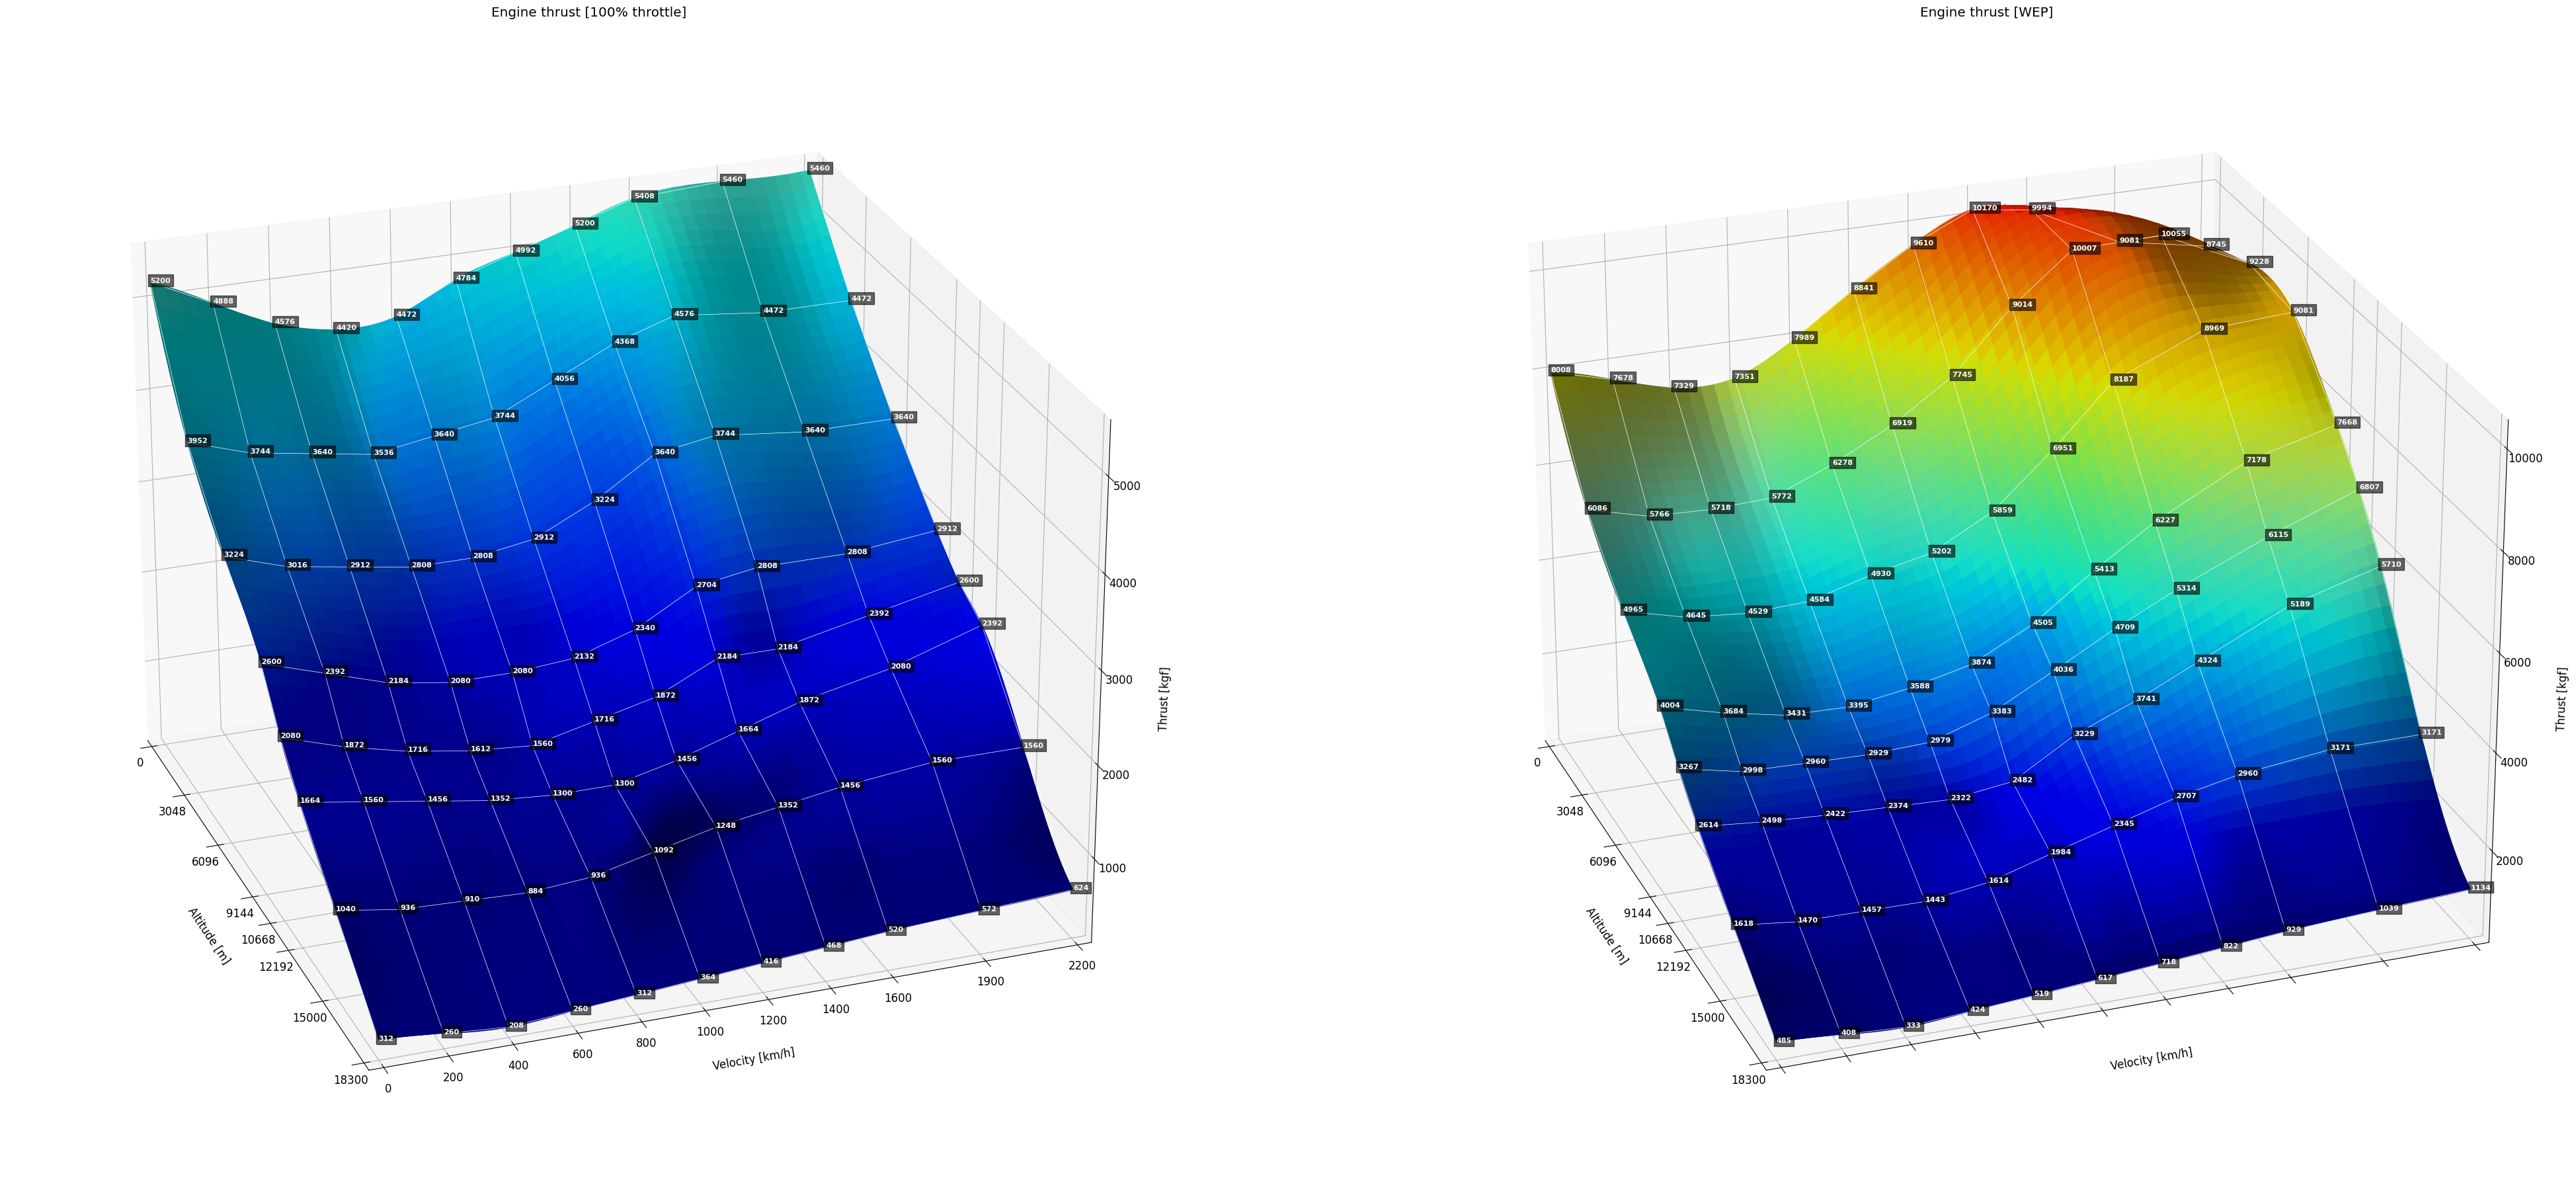 Engine thrust [100% throttle]
5200 4888 4576 4420 4472 4784 4992 5200 5408 5460 5460
3952 3744 3640 3536 3640 3744 4056 4368 4576 4472 4472
3224 3016 2912 2808 2808 2912 3224 3640 3744 3640 3640
2600 2392 2184 2080 2080 2132 2340 2704 2808 2808 2912
2080 1872 1716 1612 1560 1716 1872 2184 2184 2392 2600
1664 1560 1456 1352 1300 1300 1456 1664 1872 2080 2392
1040 936 910 884 936 1092 1248 1352 1456 1560 1560
312 260 208 260 312 364 416 468 520 572 624
0
3048
6096
9144
10668
12192
15000
18300
Altitude [m]
0 200 400 600 800 1000 1200 1400 1600 1900 2200
Velocity [km/h]
5000
4000
3000
2000
1000
Thrust [kgf]
Engine thrust [WEP]
8008 7678 7329 7351 7989 8841 9610 10170 9994 9081 8745
6086 5766 5718 5772 6278 6919 7745 9014 10007 10055 9228
4965 4645 4529 4584 4930 5202 5859 6951 8187 8969 9081
4004 3684 3431 3395 3588 3874 4505 5413 6227 7178 7668
3267 2998 2960 2929 2979 3383 4036 4709 5314 6115 6807
2614 2498 2422 2374 2322 2482 3229 3741 4324 5189 5710
1618 1470 1457 1443 1614 1984 2345 2707 2960 3171 3171
485 408 333 424 519 617 718 822 929 1039 1134
0
3048
6096
9144
10668
12192
15000
18300
Altitude [m]
Velocity [km/h]
10000
8000
6000
4000
2000
Thrust [kgf]